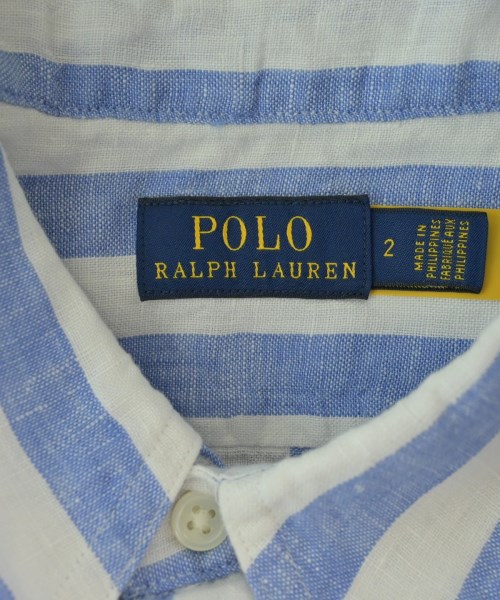 POLO
RALPH LAUREN
2
MADE IN
PHILIPPINES
FABRIQUÉ AUX
PHILIPPINES